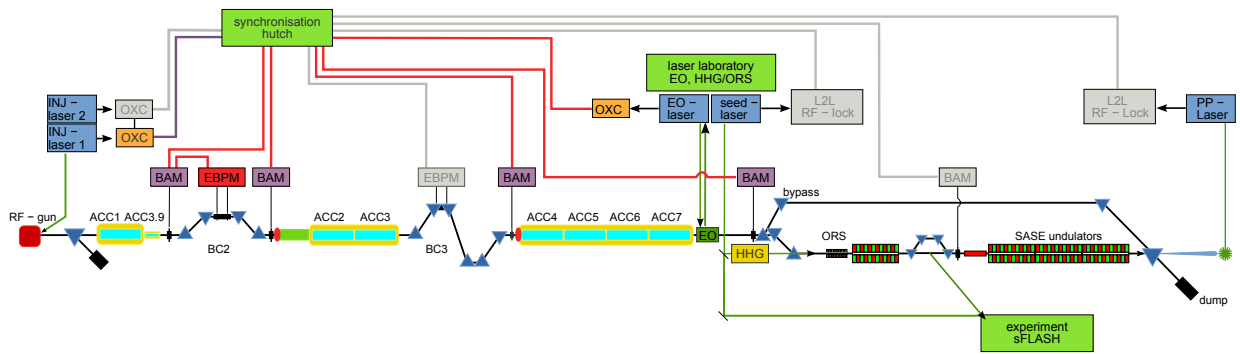 synchronisation
hutch
laser laboratory
EO, HHG/ORS
INJ −
laser 2
OXC
INJ −
laser 1
OXC
OXC
EO −
laser
seed −
laser
L2L
RF − lock
L2L
RF − Lock
PP −
Laser
BAM
EBPM
BAM
EBPM
BAM
BAM
BAM
bypass
RF − gun
ACC1
ACC3.9
ACC2
ACC3
ACC4
ACC5
ACC6
ACC7
BC2
BC3
EO
HHG
ORS
SASE undulators
dump
experiment
sFLASH